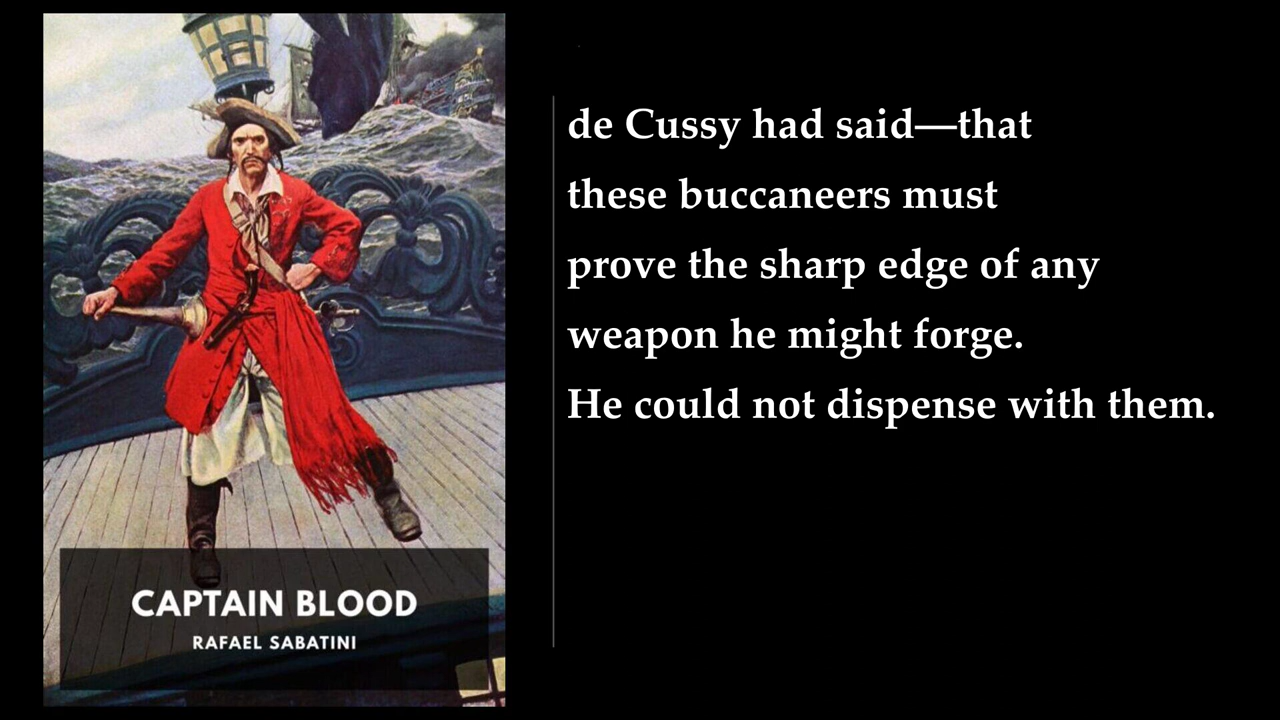 de Cussy had said—that
these buccaneers must
prove the sharp edge of any
weapon he might forge.
He could not dispense with them.
CAPTAIN BLOOD
RAFAEL SABATINI